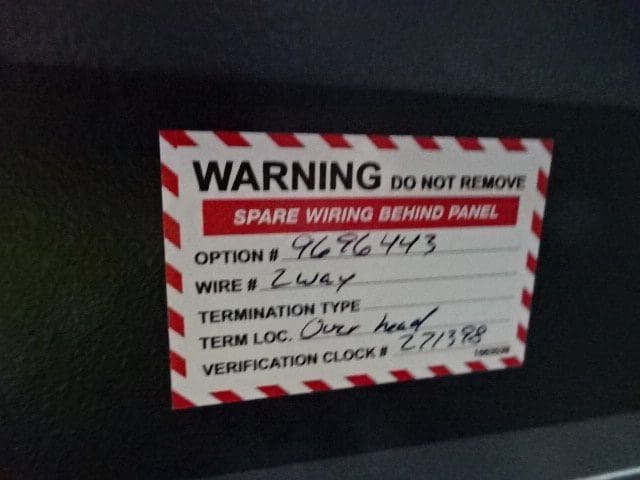 WARNING DO NOT REMOVE
SPARE WIRING BEHIND PANEL
OPTION # 9696443
WIRE # 2way
TERMINATION TYPE
TERM LOC. Over head
VERIFICATION CLOCK # 271398